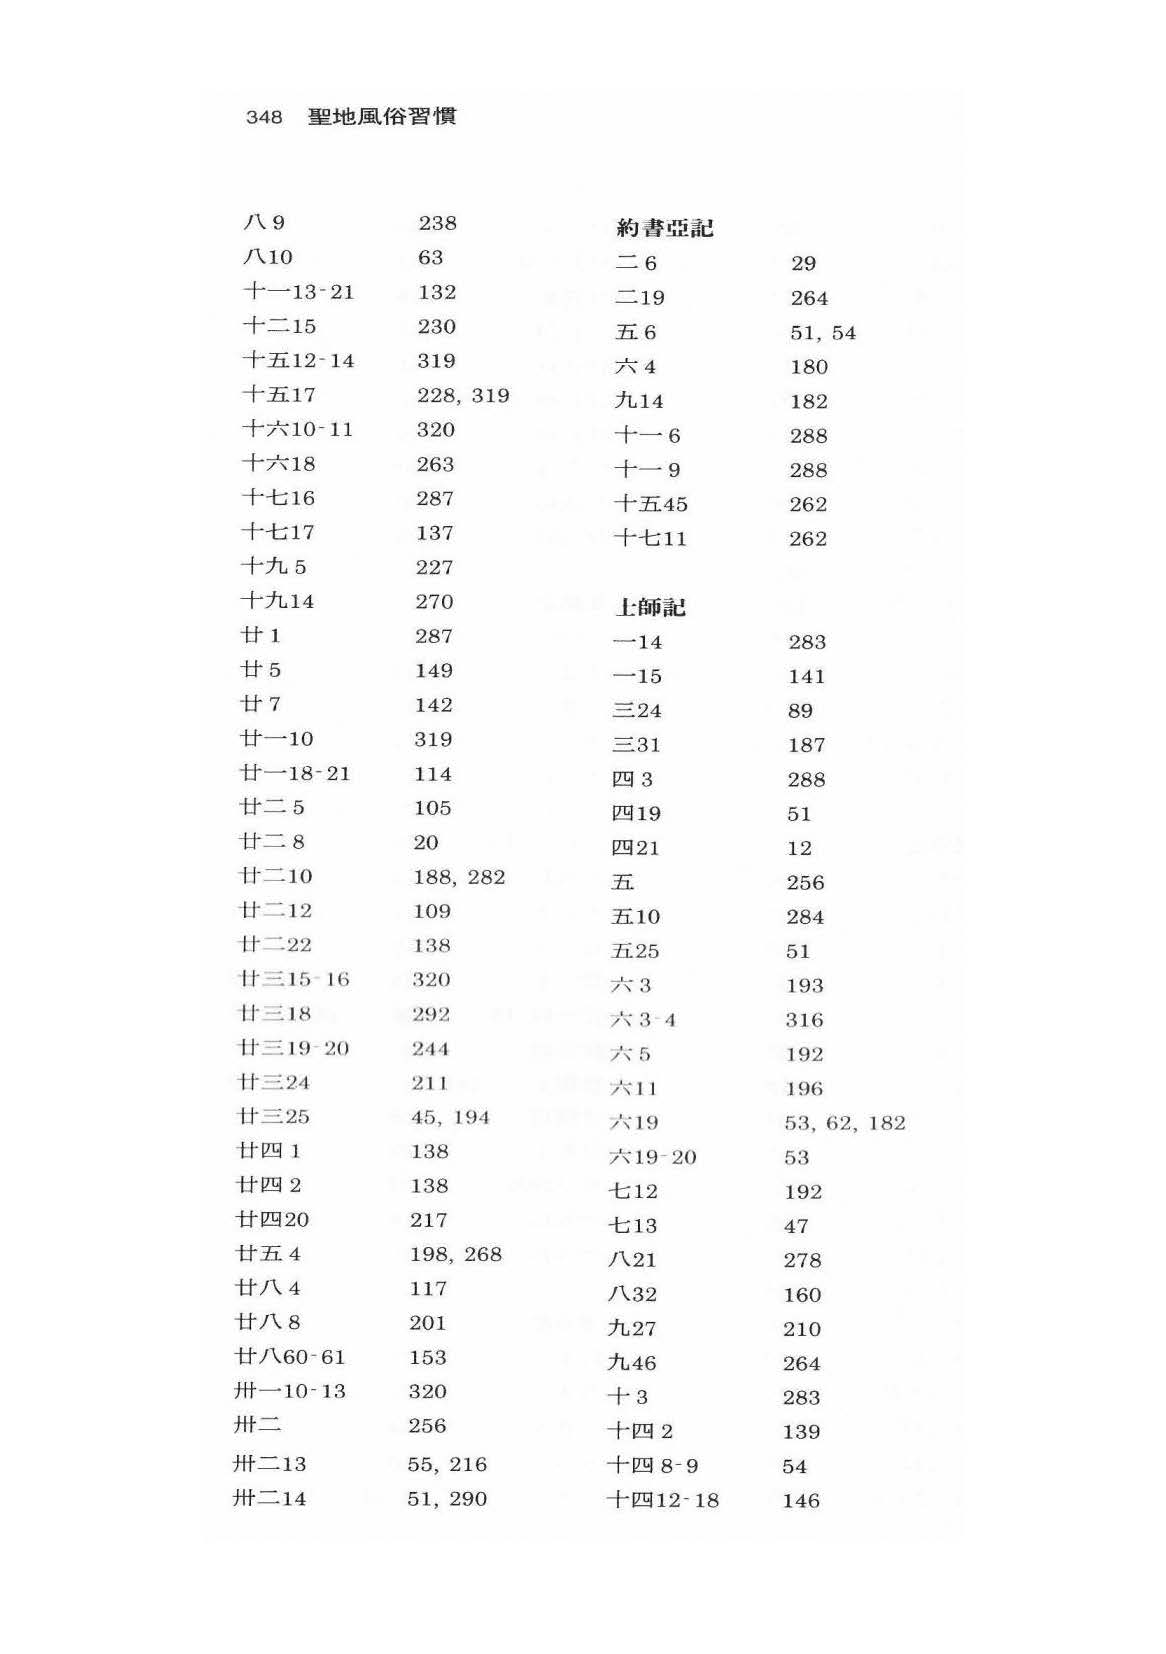 348 聖地風俗習慣
八 9 238
八10 63
十一13-21 132
十二15 230
十五12-14 319
十五17 228, 319
十六10-11 320
十六18 263
十七16 287
十七17 137
十九 5 227
十九14 270
廿 1 287
廿 5 149
廿 7 142
廿一10 319
廿一18-21 114
廿二 5 105
廿二 8 20
廿二10 188, 282
廿二12 109
廿二22 138
廿三15-16 320
廿三18 292
廿三19-20 244
廿三24 211
廿三25 45, 194
廿四 1 138
廿四 2 138
廿四20 217
廿五 4 198, 268
廿八 4 117
廿八 8 201
廿八60-61 153
卅一10-13 320
卅二 256
卅二13 55, 216
卅二14 51, 290
約書亞記
二 6 29
二19 264
五 6 51, 54
六 4 180
九14 182
十一 6 288
十一 9 288
十五45 262
十七11 262
士師記
一14 283
一15 141
三24 89
三31 187
四 3 288
四19 51
四21 12
五 256
五10 284
五25 51
六 3 193
六 3-4 316
六 5 192
六11 196
六19 53, 62, 182
六19-20 53
七12 192
七13 47
八21 278
八32 160
九27 210
九46 264
十 3 283
十四 2 139
十四 8-9 54
十四12-18 146